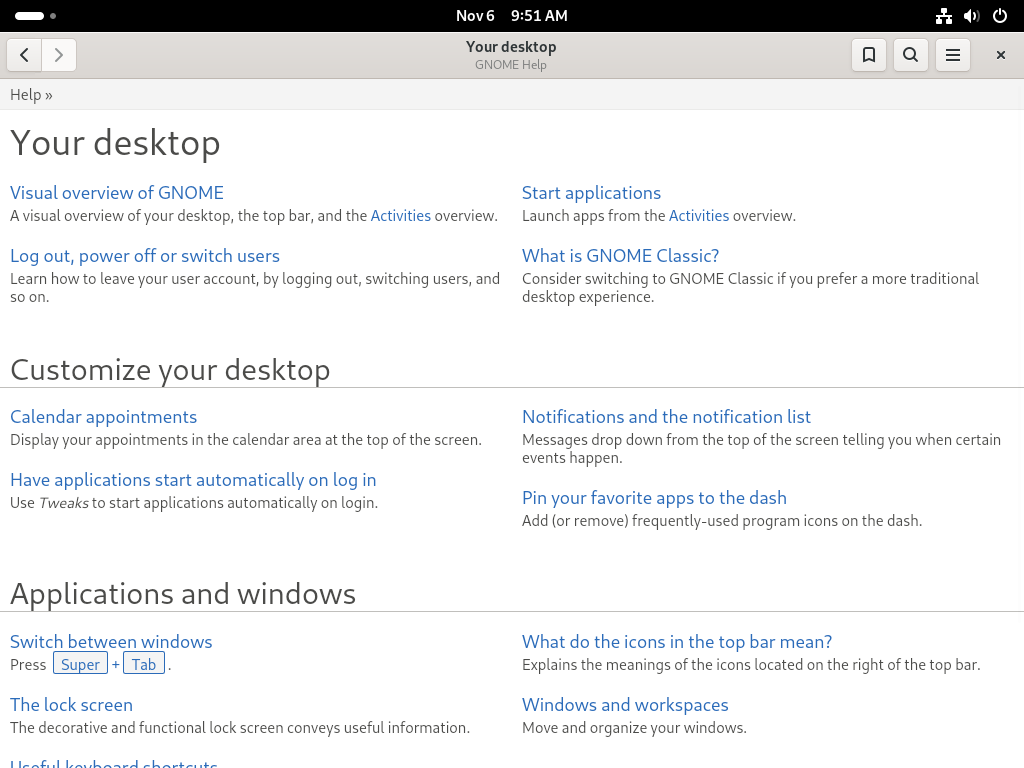 Nov 6 9:51 AM
Your desktop
GNOME Help
Help »
Your desktop
Visual overview of GNOME
A visual overview of your desktop, the top bar, and the Activities overview.
Log out, power off or switch users
Learn how to leave your user account, by logging out, switching users, and
so on.
Start applications
Launch apps from the Activities overview.
What is GNOME Classic?
Consider switching to GNOME Classic if you prefer a more traditional
desktop experience.
Customize your desktop
Calendar appointments
Display your appointments in the calendar area at the top of the screen.
Have applications start automatically on log in
Use Tweaks to start applications automatically on login.
Notifications and the notification list
Messages drop down from the top of the screen telling you when certain
events happen.
Pin your favorite apps to the dash
Add (or remove) frequently-used program icons on the dash.
Applications and windows
Switch between windows
Press Super + Tab .
The lock screen
The decorative and functional lock screen conveys useful information.
Useful keyboard shortcuts
What do the icons in the top bar mean?
Explains the meanings of the icons located on the right of the top bar.
Windows and workspaces
Move and organize your windows.